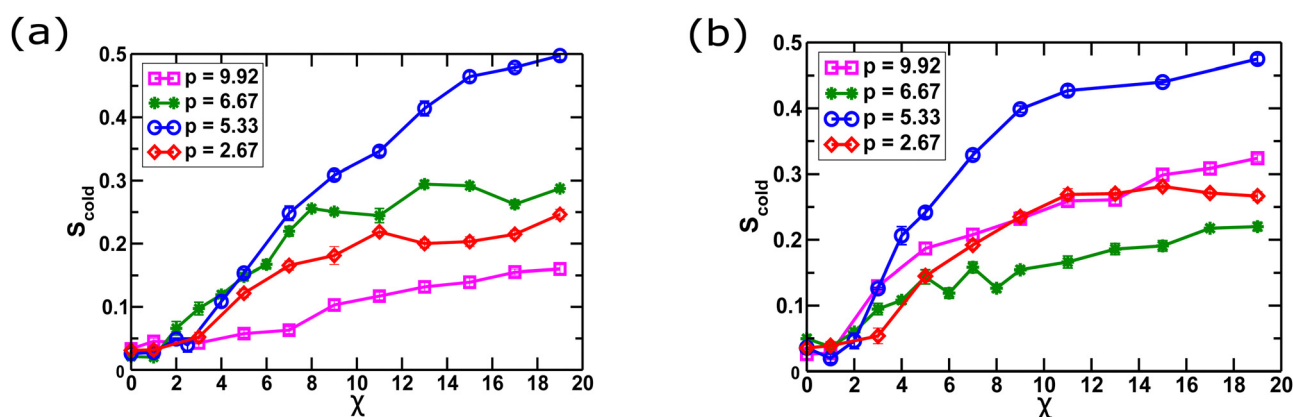 (a)
0.5
0.4
0.3
0.2
0.1
0
S_cold
p = 9.92
p = 6.67
p = 5.33
p = 2.67
0 2 4 6 8 10 12 14 16 18 20
χ
(b)
0.5
0.4
0.3
0.2
0.1
0
S_cold
p = 9.92
p = 6.67
p = 5.33
p = 2.67
0 2 4 6 8 10 12 14 16 18 20
χ